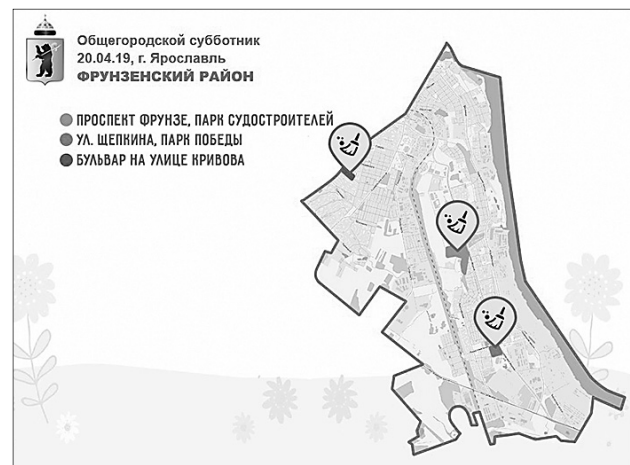 Общегородской субботник
20.04.19, г. Ярославль
ФРУНЗЕНСКИЙ РАЙОН
ПРОСПЕКТ ФРУНЗЕ, ПАРК СУДОСТРОИТЕЛЕЙ
УЛ. ЩЕПКИНА, ПАРК ПОБЕДЫ
БУЛЬВАР НА УЛИЦЕ КРИВОВА